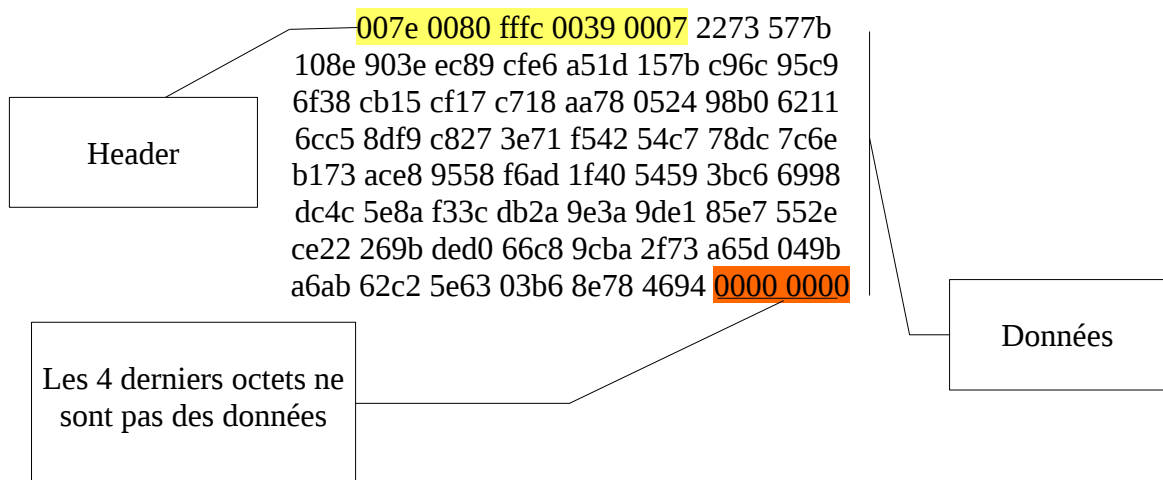 007e 0080 fffc 0039 0007 2273 577b
108e 903e ec89 cfe6 a51d 157b c96c 95c9
6f38 cb15 cf17 c718 aa78 0524 98b0 6211
6cc5 8df9 c827 3e71 f542 54c7 78dc 7c6e
b173 ace8 9558 f6ad 1f40 5459 3bc6 6998
dc4c 5e8a f33c db2a 9e3a 9de1 85e7 552e
ce22 269b ded0 66c8 9cba 2f73 a65d 049b
a6ab 62c2 5e63 03b6 8e78 4694 0000 0000
Header
Données
Les 4 derniers octets ne
sont pas des données